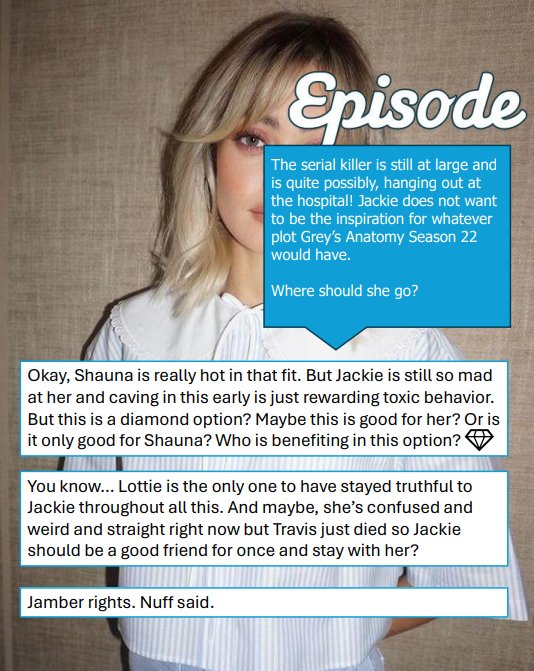 Episode
The serial killer is still at large and
is quite possibly, hanging out at
the hospital! Jackie does not want
to be the inspiration for whatever
plot Grey's Anatomy Season 22
would have.
Where should she go?
Okay, Shauna is really hot in that fit. But Jackie is still so mad
at her and caving in this early is just rewarding toxic behavior.
But this is a diamond option? Maybe this is good for her? Or is
it only good for Shauna? Who is benefiting in this option?
You know... Lottie is the only one to have stayed truthful to
Jackie throughout all this. And maybe, she's confused and
weird and straight right now but Travis just died so Jackie
should be a good friend for once and stay with her?
Jamber rights. Nuff said.